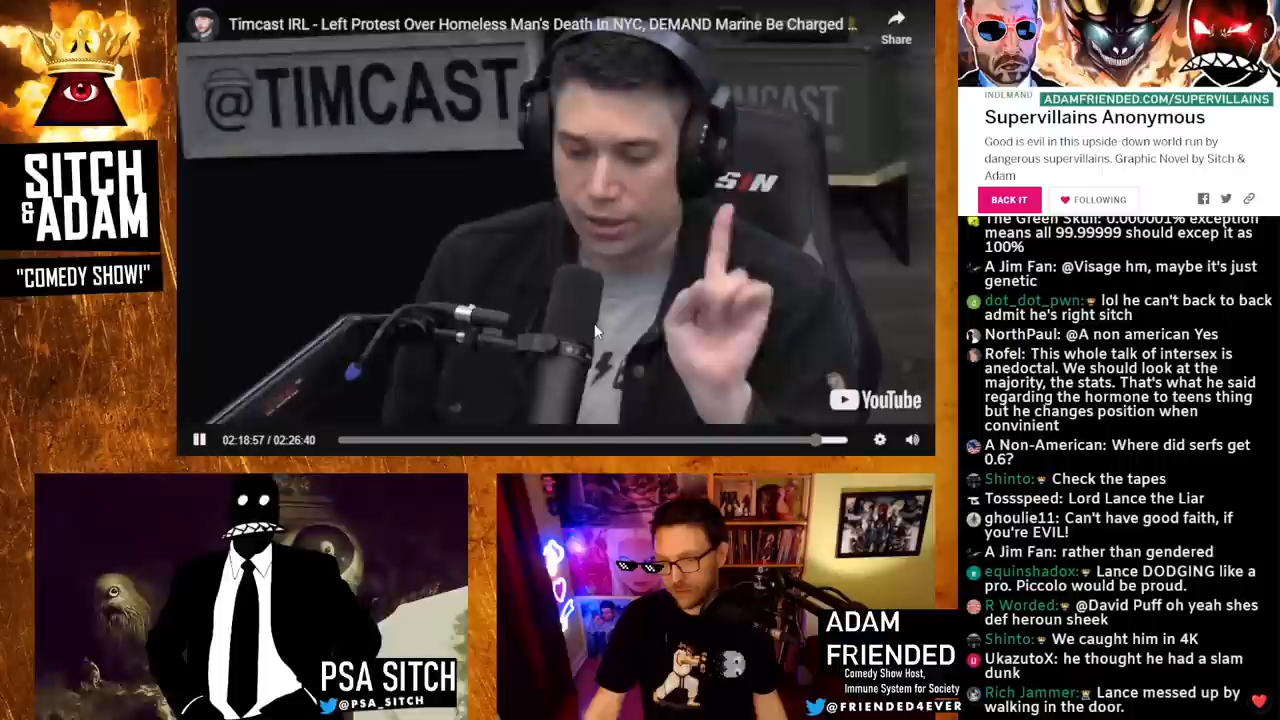 Timcast IRL - Left Protest Over Homeless Man's Death In NYC, DEMAND Marine Be Charged
Share
@TIMCAST
SITCH
& ADAM
"COMEDY SHOW!"
YouTube
02:18:57 / 02:26:40
INDEMAND
ADAMFRIENDED.COM/SUPERVILLAINS
Supervillains Anonymous
Good is evil in this upside-down world run by
dangerous supervillains. Graphic Novel by Sitch &
Adam
BACK IT
FOLLOWING
The Green Skull: 0.000001% exception
means all 99.99999 should excep it as
100%
A Jim Fan: @Visage hm, maybe it's just
genetic
dot_dot_pwn: lol he can't back to back
admit he's right sitch
NorthPaul: @A non american Yes
Rofel: This whole talk of intersex is
anedoctal. We should look at the
majority, the stats. That's what he said
regarding the hormone to teens thing
but he changes position when
convinient
A Non-American: Where did serfs get
0.6?
Shinto: Check the tapes
Tossspeed: Lord Lance the Liar
ghoulie11: Can't have good faith, if
you're EVIL!
A Jim Fan: rather than gendered
equinshadox: Lance DODGING like a
pro. Piccolo would be proud.
R Worded: @David Puff oh yeah shes
def heroun sheek
Shinto: We caught him in 4K
UkazutoX: he thought he had a slam
dunk
Rich Jammer: Lance messed up by
walking in the door.
PSA SITCH
@PSA_SITCH
ADAM
FRIENDED
Comedy Show Host,
Immune System for Society
@FRIENDED4EVER